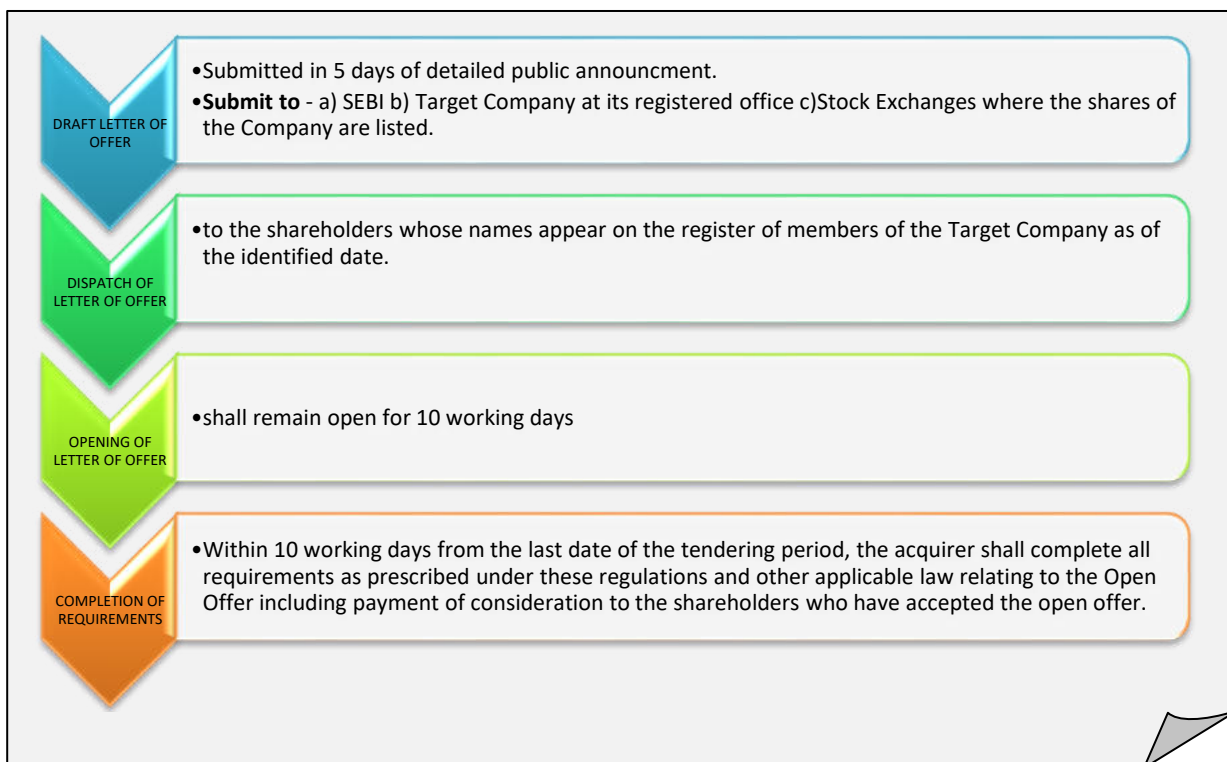 DRAFT LETTER OF
OFFER
•Submitted in 5 days of detailed public announcment.
•Submit to - a) SEBI b) Target Company at its registered office c)Stock Exchanges where the shares of
the Company are listed.
DISPATCH OF
LETTER OF OFFER
•to the shareholders whose names appear on the register of members of the Target Company as of
the identified date.
OPENING OF
LETTER OF OFFER
•shall remain open for 10 working days
COMPLETION OF
REQUIREMENTS
•Within 10 working days from the last date of the tendering period, the acquirer shall complete all
requirements as prescribed under these regulations and other applicable law relating to the Open
Offer including payment of consideration to the shareholders who have accepted the open offer.